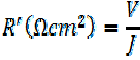 R'(Ωcm²) = V/J